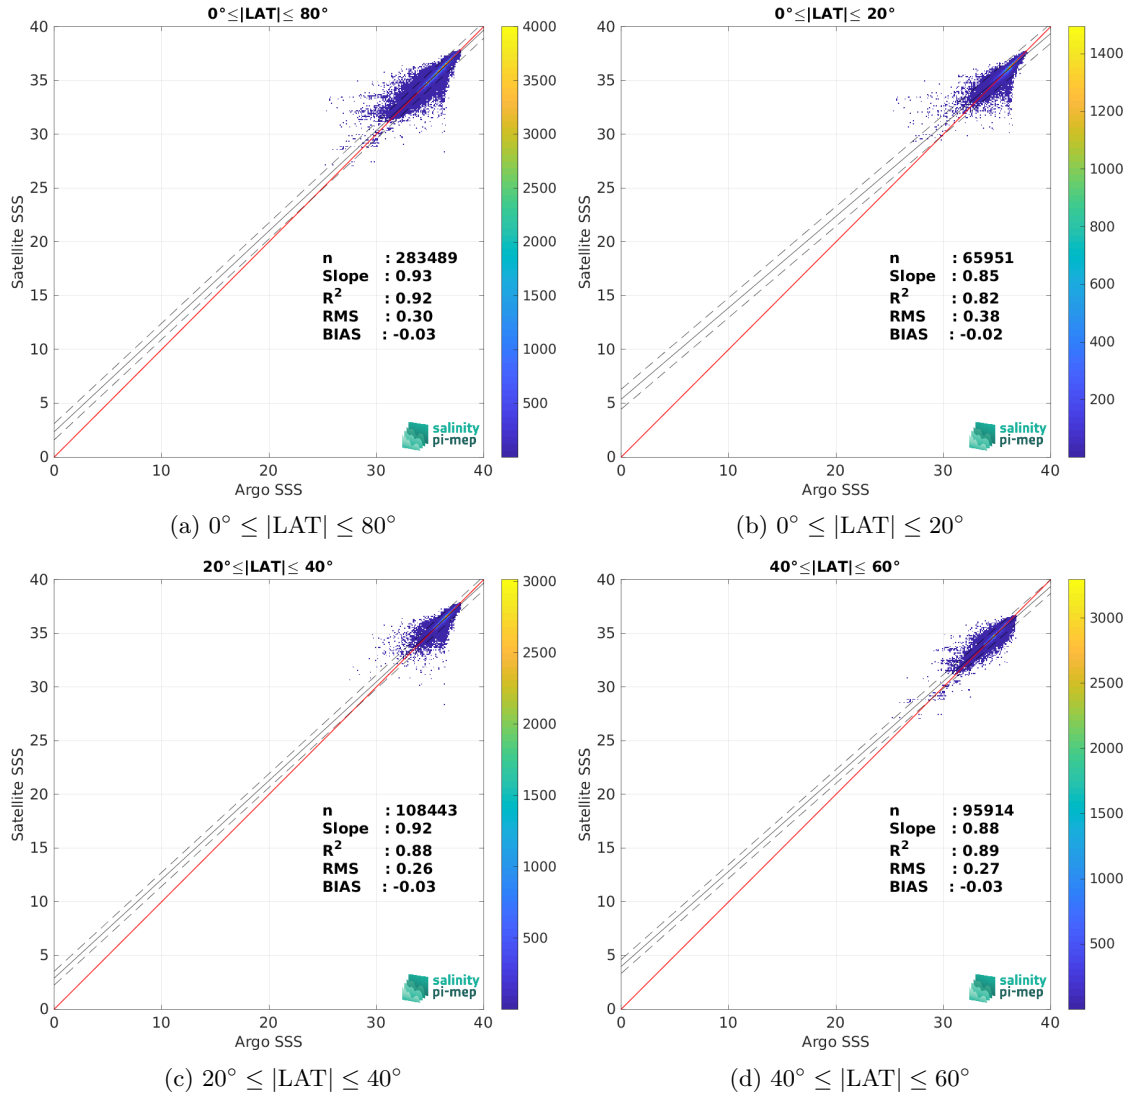 0°≤|LAT|≤ 80°
40
35
30
25
20
15
10
5
0
0
10
20
30
40
Satellite SSS
Argo SSS
n : 283489
Slope : 0.93
R² : 0.92
RMS : 0.30
BIAS : -0.03
salinity
pi-mep
4000
3500
3000
2500
2000
1500
1000
500
(a) 0° ≤ |LAT| ≤ 80°
0°≤|LAT|≤ 20°
40
35
30
25
20
15
10
5
0
0
10
20
30
40
Satellite SSS
Argo SSS
n : 65951
Slope : 0.85
R² : 0.82
RMS : 0.38
BIAS : -0.02
salinity
pi-mep
1400
1200
1000
800
600
400
200
(b) 0° ≤ |LAT| ≤ 20°
20°≤|LAT|≤ 40°
40
35
30
25
20
15
10
5
0
0
10
20
30
40
Satellite SSS
Argo SSS
n : 108443
Slope : 0.92
R² : 0.88
RMS : 0.26
BIAS : -0.03
salinity
pi-mep
3000
2500
2000
1500
1000
500
(c) 20° ≤ |LAT| ≤ 40°
40°≤|LAT|≤ 60°
40
35
30
25
20
15
10
5
0
0
10
20
30
40
Satellite SSS
Argo SSS
n : 95914
Slope : 0.88
R² : 0.89
RMS : 0.27
BIAS : -0.03
salinity
pi-mep
3000
2500
2000
1500
1000
500
(d) 40° ≤ |LAT| ≤ 60°